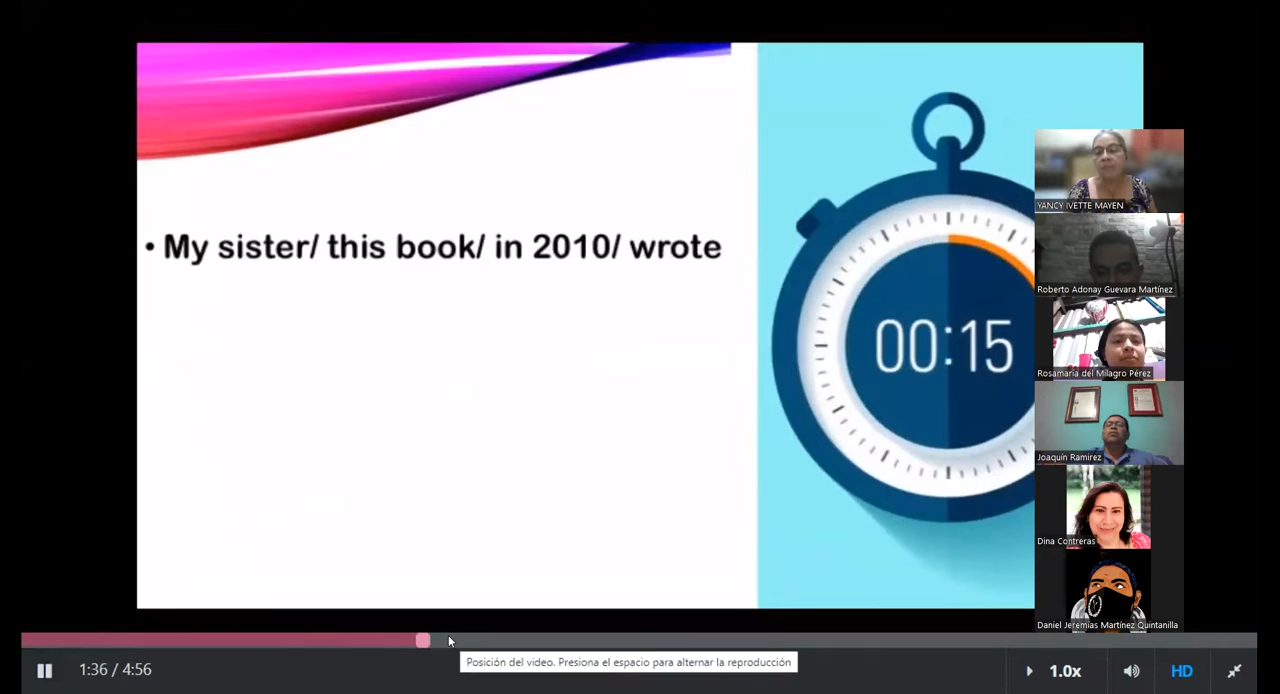 • My sister/ this book/ in 2010/ wrote
00:15
YANCY IVETTE MAYEN
Roberto Adonay Guevara Martínez
Rosamaria del Milagro Pérez
Joaquín Ramirez
Dina Contreras
Daniel Jeremias Martínez Quintanilla
Posición del video. Presiona el espacio para alternar la reproducción
1:36 / 4:56
1.0x
HD